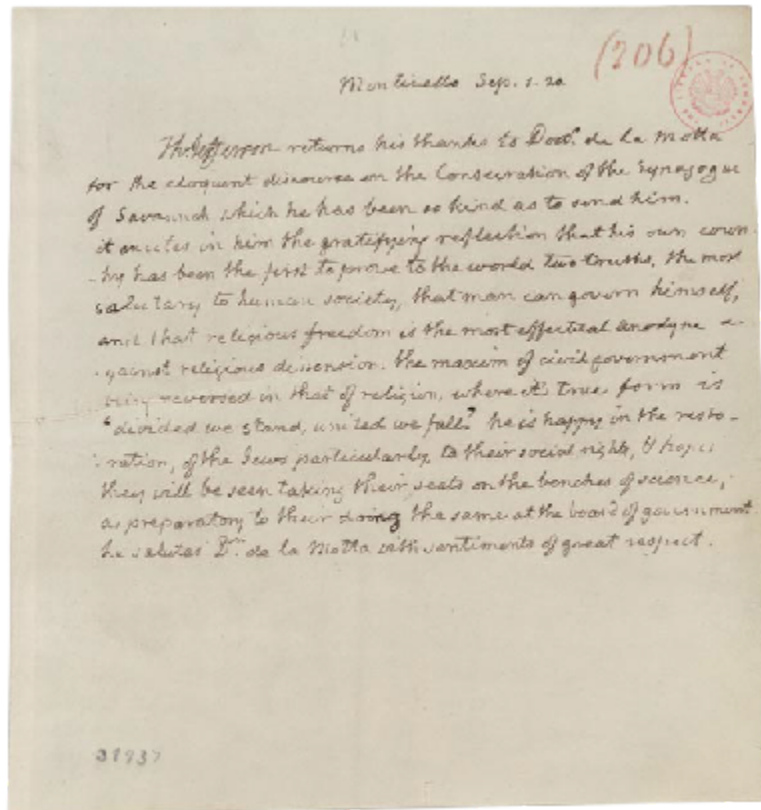 (206)
Monticello Sep. 1. 20
Th: Jefferson returns his thanks to Doctr. de la Motta
for the eloquent discourse on the Consecration of the Synagogue
of Savannah which he has been so kind as to send him.
it excites in him the gratifying reflection that his own coun-
-try has been the first to prove to the world two truths, the most
salutary to human society, that man can govern himself,
and that religious freedom is the most effectual anodyne a-
-gainst religious dissension: the maxim of civil government
being reversed in that of religion, where it's true form is
"divided we stand, united we fall." he is happy in the resto-
-ration, of the Jews particularly, to their social rights, & hopes
they will be seen taking their seats on the benches of science,
as preparatory to their doing the same at the board of government.
he salutes Dr. de la Motta with sentiments of great respect.